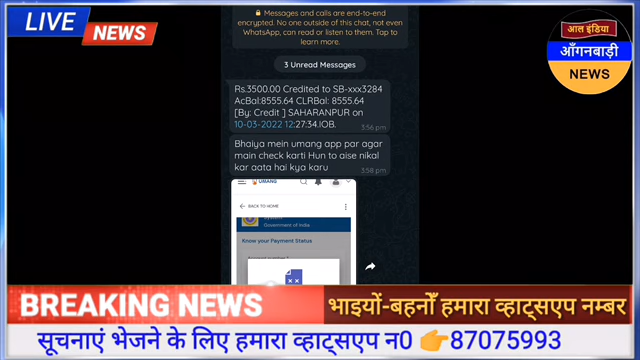 LIVE
NEWS
Messages and calls are end-to-end
encrypted. No one outside of this chat, not even
WhatsApp, can read or listen to them. Tap to
learn more.
3 Unread Messages
Rs.3500.00 Credited to SB-xxx3284
AcBal:8555.64 CLRBal: 8555.64
[By: Credit ] SAHARANPUR on
10-03-2022 12:27:34.IOB.
3:56 pm
Bhaiya mein umang app par agar
main check karti Hun to aise nikal
kar aata hai kya karu
3:58 pm
UMANG
BACK TO HOME
System
Government of India
Know your Payment Status
आल इंडिया
आँगनबाड़ी
NEWS
BREAKING NEWS
भाइयों-बहनोँ हमारा व्हाट्सएप नम्बर
सूचनाएं भेजने के लिए हमारा व्हाट्सएप न0 👉87075993